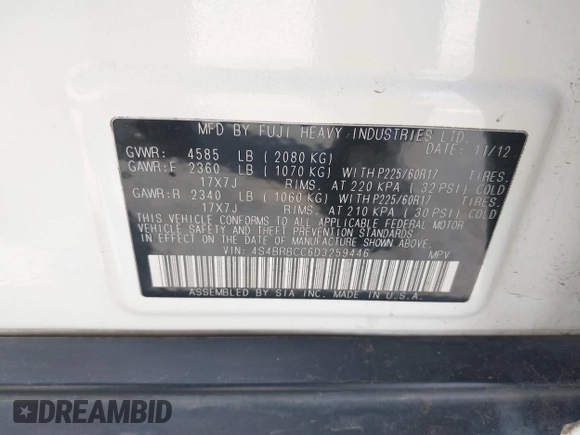 MFD BY FUJI HEAVY INDUSTRIES LTD.
GVWR: 4585 LB (2080 KG) DATE: 11/12
GAWR:F 2360 LB (1070 KG) WITH P225/60R17 TIRES.
17X7J RIMS. AT 220 KPA (32 PSI) COLD
GAWR:R 2340 LB (1060 KG) WITH P225/60R17 TIRES.
17X7J RIMS. AT 210 KPA (30 PSI) COLD
THIS VEHICLE CONFORMS TO ALL APPLICABLE FEDERAL MOTOR
VEHICLE SAFETY AND THEFT PREVENTION STANDARDS
IN EFFECT ON THE DATE OF MANUFACTURE SHOWN ABOVE.
VIN: 4S4BRBCC6D3259446 MPV
ASSEMBLED BY SIA INC. MADE IN U.S.A.
DREAMBID